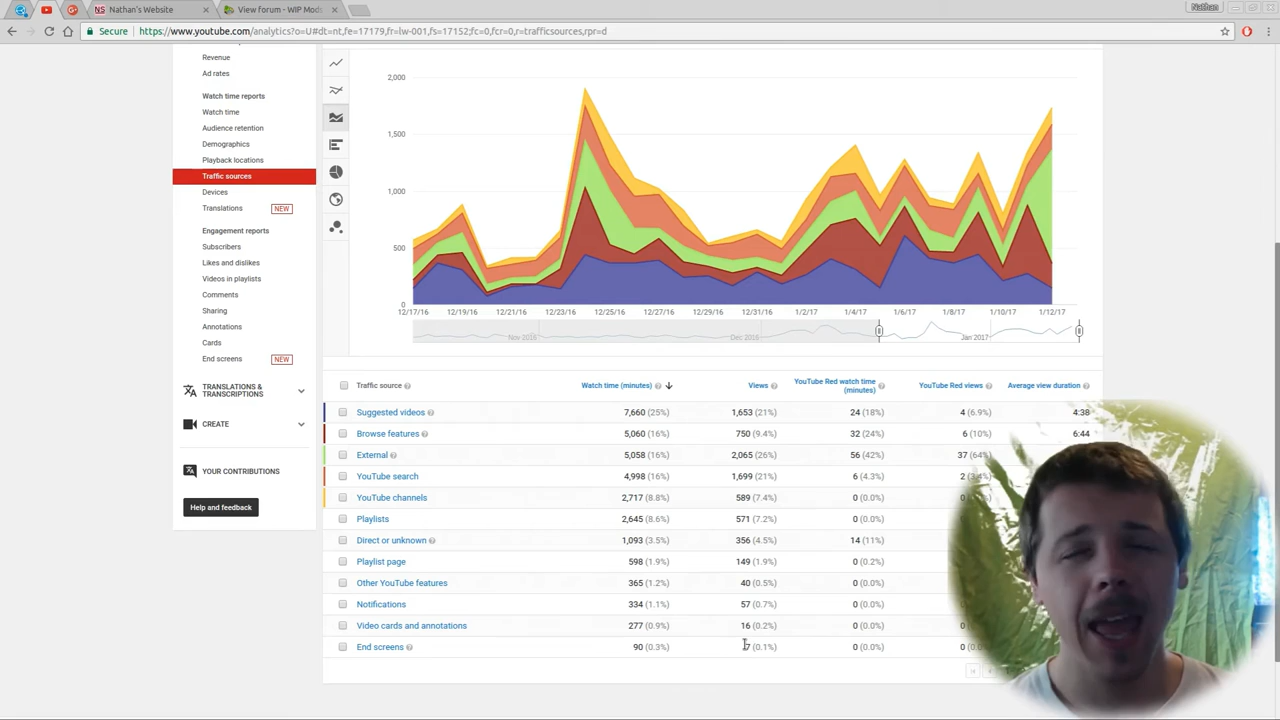 Nathan's Website
View forum - WIP Mods
Nathan
Secure https://www.youtube.com/analytics?o=U#dt=nt,fe=17179,fr=lw-001,fs=17152;fc=0,fcr=0,r=trafficsources,rpr=d
Revenue
Ad rates
Watch time reports
Watch time
Audience retention
Demographics
Playback locations
Traffic sources
Devices
Translations NEW
Engagement reports
Subscribers
Likes and dislikes
Videos in playlists
Comments
Sharing
Annotations
Cards
End screens NEW
TRANSLATIONS &
TRANSCRIPTIONS
CREATE
YOUR CONTRIBUTIONS
Help and feedback
2,000
1,500
1,000
500
0
12/17/16 12/19/16 12/21/16 12/23/16 12/25/16 12/27/16 12/29/16 12/31/16 1/2/17 1/4/17 1/6/17 1/8/17 1/10/17 1/12/17
Nov 2016 Dec 2016 Jan 2017
Traffic source Watch time (minutes) Views YouTube Red watch time (minutes) YouTube Red views Average view duration
Suggested videos 7,660 (25%) 1,653 (21%) 24 (18%) 4 (6.9%) 4:38
Browse features 5,060 (16%) 750 (9.4%) 32 (24%) 6 (10%) 6:44
External 5,058 (16%) 2,065 (26%) 56 (42%) 37 (64%)
YouTube search 4,998 (16%) 1,699 (21%) 6 (4.3%) 2
YouTube channels 2,717 (8.8%) 589 (7.4%) 0 (0.0%) 0
Playlists 2,645 (8.6%) 571 (7.2%) 0 (0.0%) 0
Direct or unknown 1,093 (3.5%) 356 (4.5%) 14 (11%)
Playlist page 598 (1.9%) 149 (1.9%) 0 (0.2%) 0
Other YouTube features 365 (1.2%) 40 (0.5%) 0 (0.0%) 0
Notifications 334 (1.1%) 57 (0.7%) 0 (0.0%) 0
Video cards and annotations 277 (0.9%) 16 (0.2%) 0 (0.0%) 0
End screens 90 (0.3%) 7 (0.1%) 0 (0.0%) 0